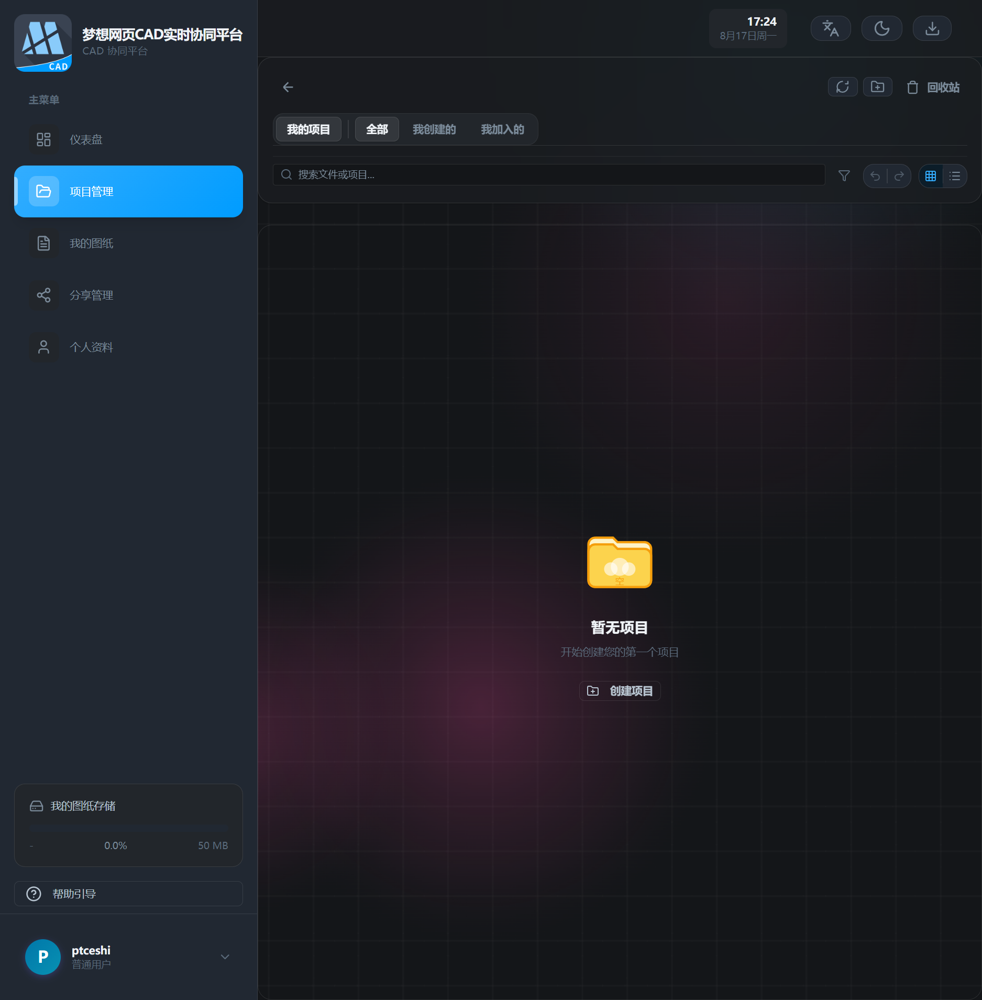 CAD
梦想网页CAD实时协同平台
CAD 协同平台
主菜单
仪表盘
项目管理
我的图纸
分享管理
个人资料
我的图纸存储
- 0.0% 50 MB
帮助引导
P
ptceshi
普通用户
17:24
8月17日周一
回收站
我的项目 全部 我创建的 我加入的
搜索文件或项目...
空
暂无项目
开始创建您的第一个项目
创建项目